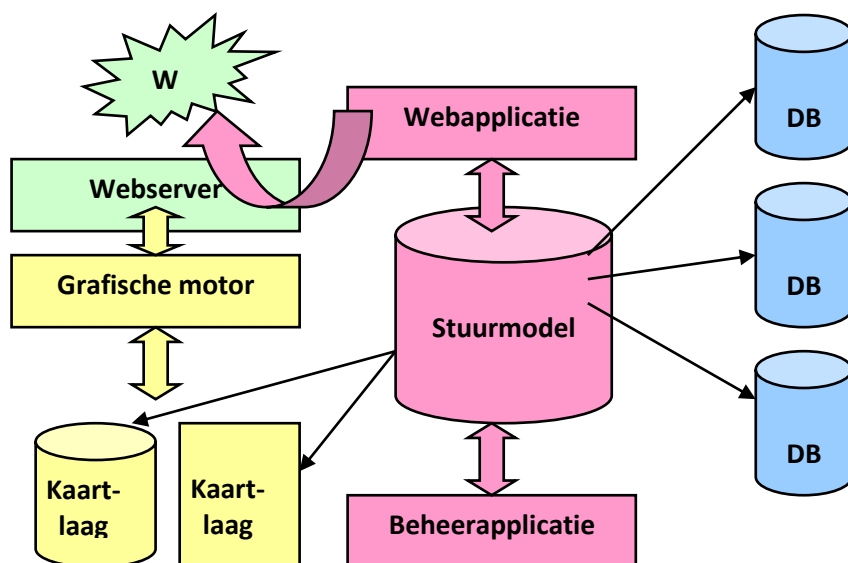 W
Webapplicatie
DB
Webserver
Grafische motor
DB
Stuurmodel
DB
Kaart-
laag
Kaart-
laag
Beheerapplicatie